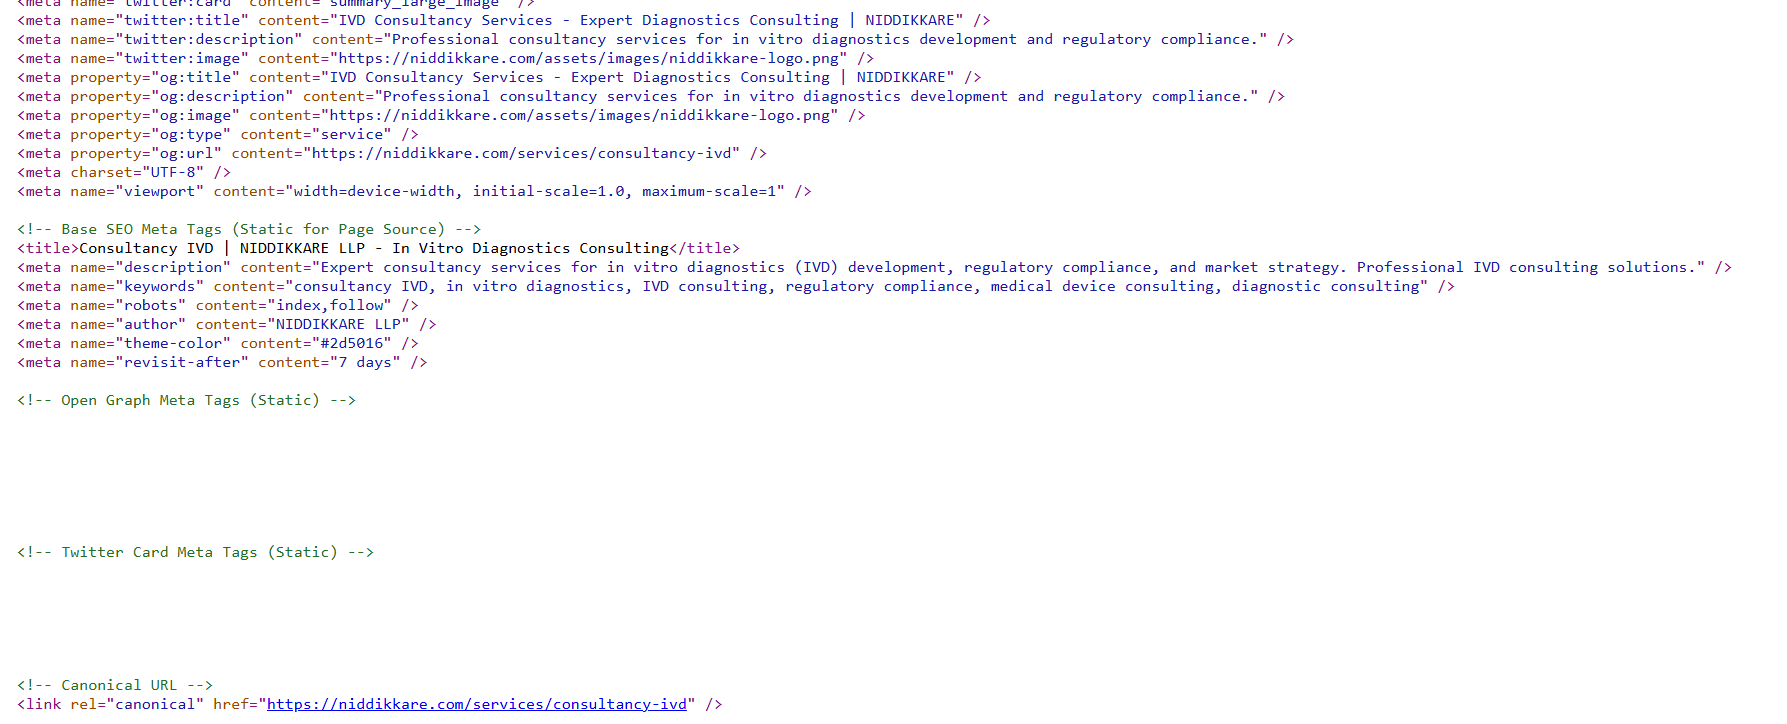 <meta name="twitter:card" content="summary_large_image" />
<meta name="twitter:title" content="IVD Consultancy Services - Expert Diagnostics Consulting | NIDDIKKARE" />
<meta name="twitter:description" content="Professional consultancy services for in vitro diagnostics development and regulatory compliance." />
<meta name="twitter:image" content="https://niddikkare.com/assets/images/niddikkare-logo.png" />
<meta property="og:title" content="IVD Consultancy Services - Expert Diagnostics Consulting | NIDDIKKARE" />
<meta property="og:description" content="Professional consultancy services for in vitro diagnostics development and regulatory compliance." />
<meta property="og:image" content="https://niddikkare.com/assets/images/niddikkare-logo.png" />
<meta property="og:type" content="service" />
<meta property="og:url" content="https://niddikkare.com/services/consultancy-ivd" />
<meta charset="UTF-8" />
<meta name="viewport" content="width=device-width, initial-scale=1.0, maximum-scale=1" />
<!-- Base SEO Meta Tags (Static for Page Source) -->
<title>Consultancy IVD | NIDDIKKARE LLP - In Vitro Diagnostics Consulting</title>
<meta name="description" content="Expert consultancy services for in vitro diagnostics (IVD) development, regulatory compliance, and market strategy. Professional IVD consulting solutions." />
<meta name="keywords" content="consultancy IVD, in vitro diagnostics, IVD consulting, regulatory compliance, medical device consulting, diagnostic consulting" />
<meta name="robots" content="index,follow" />
<meta name="author" content="NIDDIKKARE LLP" />
<meta name="theme-color" content="#2d5016" />
<meta name="revisit-after" content="7 days" />
<!-- Open Graph Meta Tags (Static) -->
<!-- Twitter Card Meta Tags (Static) -->
<!-- Canonical URL -->
<link rel="canonical" href="https://niddikkare.com/services/consultancy-ivd" />